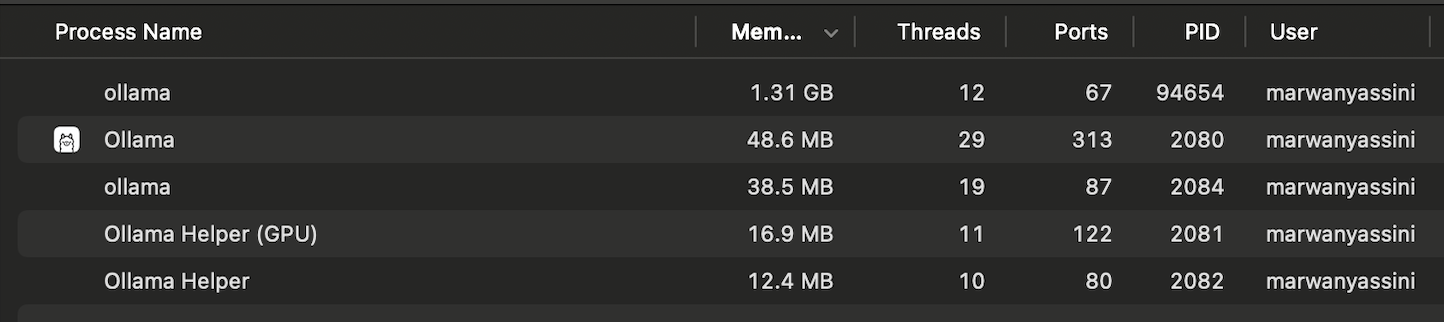 Process Name Mem... Threads Ports PID User
ollama 1.31 GB 12 67 94654 marwanyassini
Ollama 48.6 MB 29 313 2080 marwanyassini
ollama 38.5 MB 19 87 2084 marwanyassini
Ollama Helper (GPU) 16.9 MB 11 122 2081 marwanyassini
Ollama Helper 12.4 MB 10 80 2082 marwanyassini